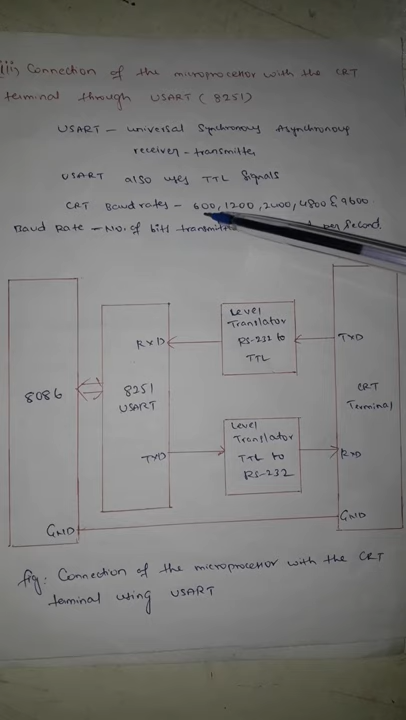 (iii) Connection of the microprocessor with the CRT
terminal through USART (8251)
USART - universal Synchronous Asynchronous
receiver - transmitter
USART also uses TTL Signals
CRT Baud rates - 600, 1200, 2400, 4800 & 9600
Baud Rate - No. of bits per second.
8086
GND
RXD
8251
USART
TXD
Level
Translator
RS-232 to
TTL
Level
Translator
TTL to
RS-232
TXD
CRT
Terminal
RXD
GND
fig: Connection of the microprocessor with the CRT
teminal using USART